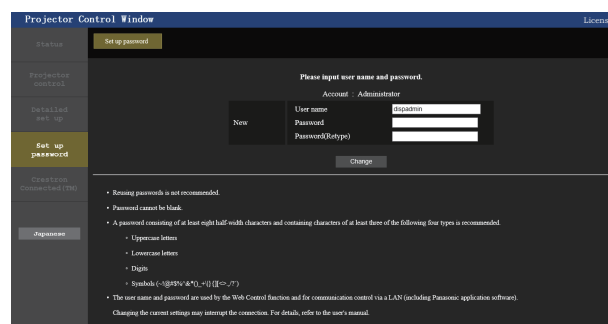 Projector Control Window
Licens
Status
Set up password
Projector control
Detailed set up
Set up password
Crestron Connected(TM)
Japanese
Please input user name and password.
Account : Administrator
New
User name
dispadmin
Password
Password(Retype)
Change
• Reusing passwords is not recommended.
• Password cannot be blank.
• A password consisting of at least eight half-width characters and containing characters of at least three of the following four types is recommended.
• Uppercase letters
• Lowercase letters
• Digits
• Symbols (~!@#$%^&*()_+\{}[]<>.,/?`)
• The user name and password are used by the Web Control function and for communication control via a LAN (including Panasonic application software).
Changing the current settings may interrupt the connection. For details, refer to the user's manual.